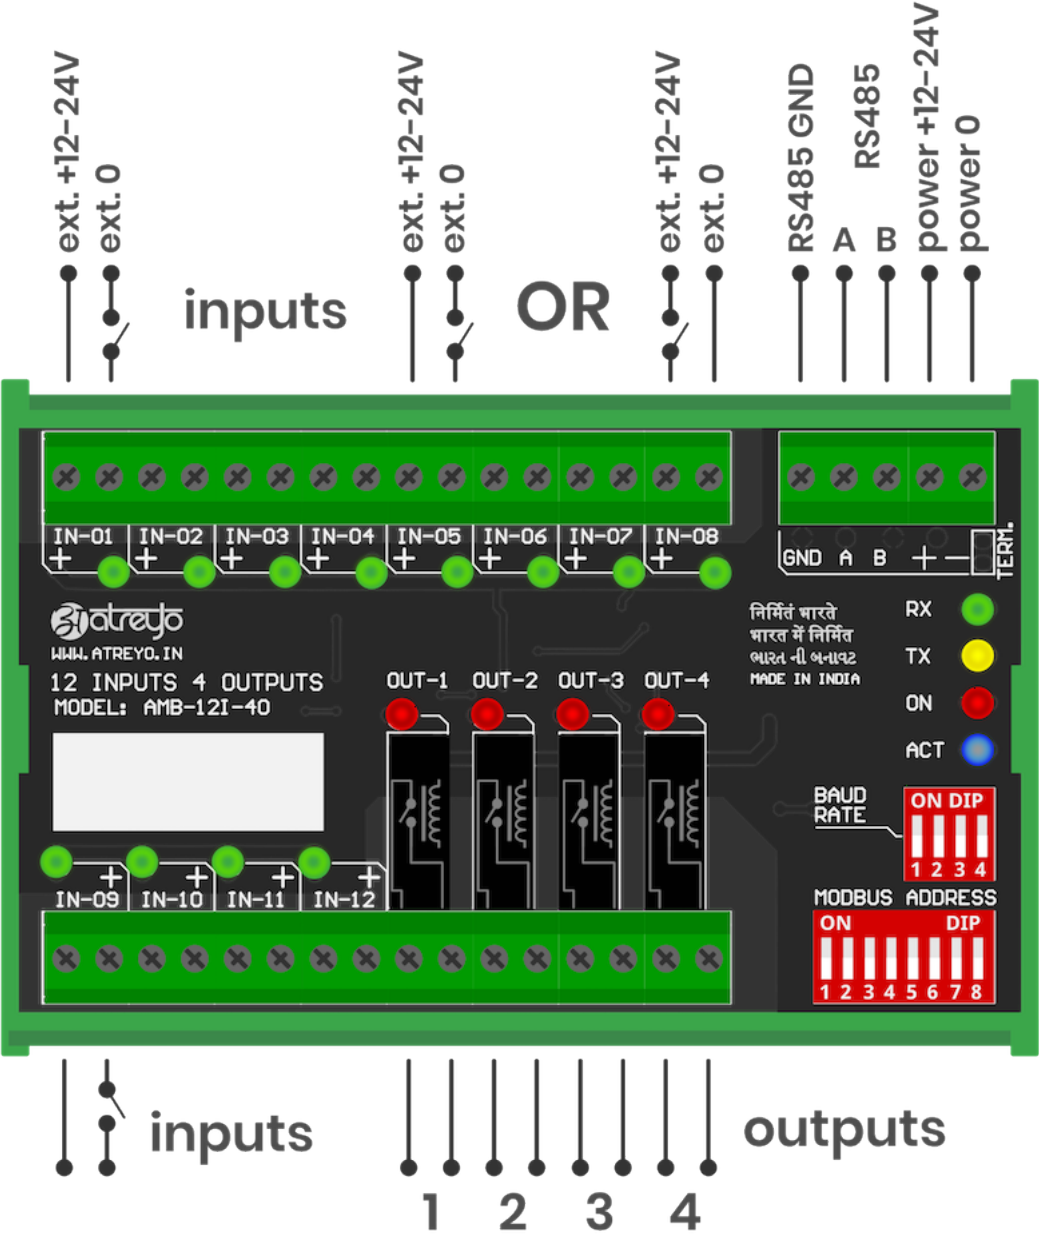 ext. +12-24V
ext. 0
inputs
ext. +12-24V
ext. 0
OR
ext. +12-24V
ext. 0
RS485 GND
A
RS485
B
power +12-24V
power 0
IN-01 IN-02 IN-03 IN-04 IN-05 IN-06 IN-07 IN-08
+ + + + + + + +
GND A B + −
TERM.
अatreyo
WWW.ATREYO.IN
12 INPUTS 4 OUTPUTS
MODEL: AMB-12I-4O
OUT-1 OUT-2 OUT-3 OUT-4
निर्मितं भारते
भारत में निर्मित
ભારત ની બનાવટ
MADE IN INDIA
RX
TX
ON
ACT
BAUD
RATE
ON DIP
1 2 3 4
MODBUS ADDRESS
ON DIP
1 2 3 4 5 6 7 8
+ + + +
IN-09 IN-10 IN-11 IN-12
inputs
outputs
1 2 3 4